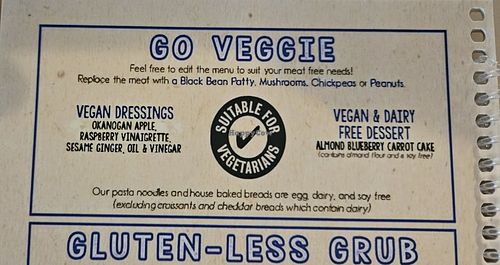 GO VEGGIE
Feel free to edit the menu to suit your meat free needs!
Replace the meat with a Black Bean Patty, Mushrooms, Chickpeas or Peanuts.
VEGAN DRESSINGS
OKANOGAN APPLE,
RASPBERRY VINAIGRETTE,
SESAME GINGER, OIL & VINEGAR
SUITABLE FOR
VEGETARIANS
VEGAN & DAIRY
FREE DESSERT
ALMOND BLUEBERRY CARROT CAKE
(contains almond flour and is soy free)
Our pasta noodles and house baked breads are egg, dairy, and soy free
(excluding croissants and cheddar breads which contain dairy)
GLUTEN-LESS GRUB